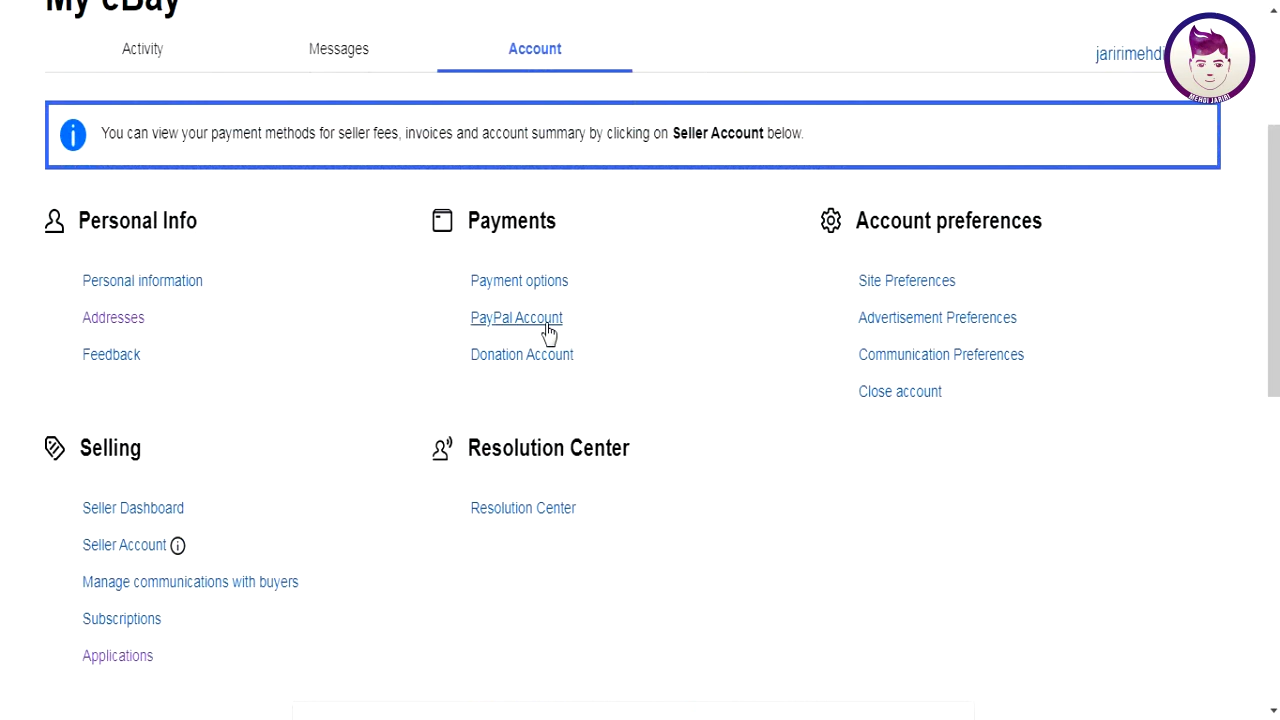 My eBay
Activity
Messages
Account
jaririmehdi
MEHDI JARIRI
You can view your payment methods for seller fees, invoices and account summary by clicking on Seller Account below.
Personal Info
Personal information
Addresses
Feedback
Payments
Payment options
PayPal Account
Donation Account
Account preferences
Site Preferences
Advertisement Preferences
Communication Preferences
Close account
Selling
Seller Dashboard
Seller Account
Manage communications with buyers
Subscriptions
Applications
Resolution Center
Resolution Center